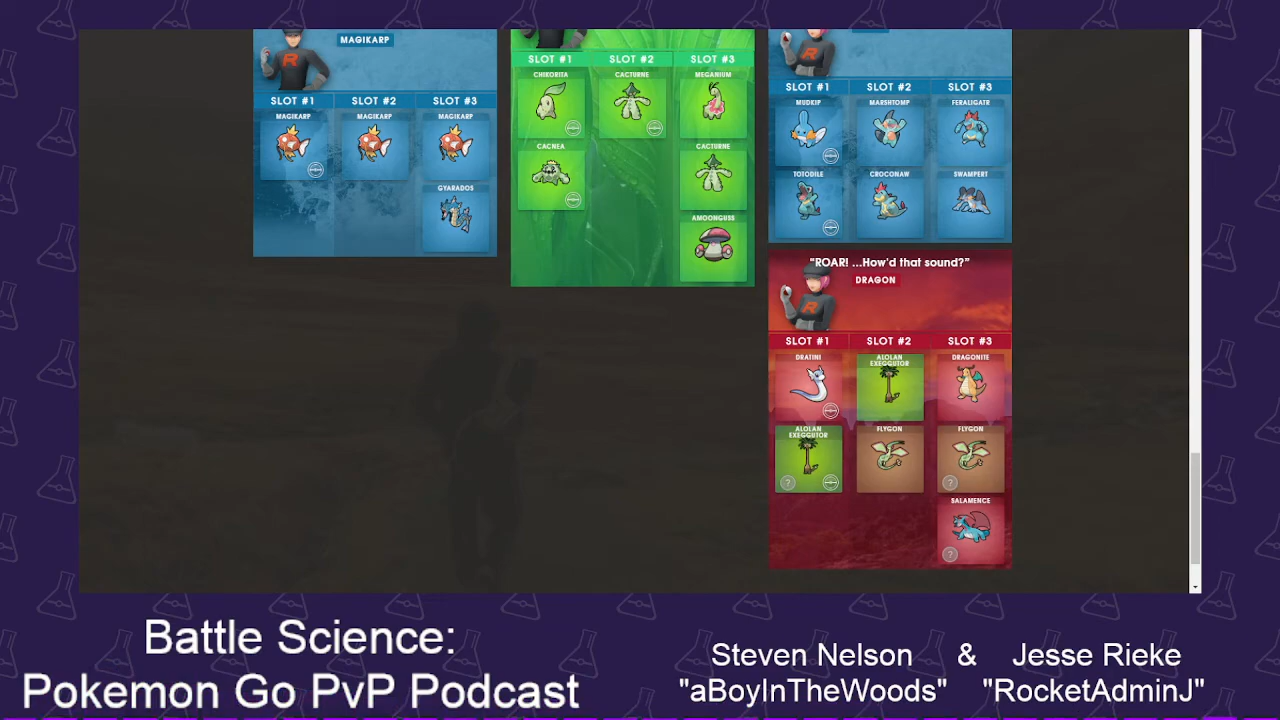 MAGIKARP
SLOT #1 SLOT #2 SLOT #3
MAGIKARP MAGIKARP MAGIKARP
GYARADOS
SLOT #1 SLOT #2 SLOT #3
CHIKORITA CACTURNE MEGANIUM
CACNEA CACTURNE
AMOONGUSS
SLOT #1 SLOT #2 SLOT #3
MUDKIP MARSHTOMP FERALIGATR
TOTODILE CROCONAW SWAMPERT
"ROAR! ...How'd that sound?"
DRAGON
SLOT #1 SLOT #2 SLOT #3
DRATINI ALOLAN EXEGGUTOR DRAGONITE
ALOLAN EXEGGUTOR FLYGON FLYGON
? ?
SALAMENCE
?
Battle Science:
Pokemon Go PvP Podcast
Steven Nelson & Jesse Rieke
"aBoyInTheWoods" "RocketAdminJ"